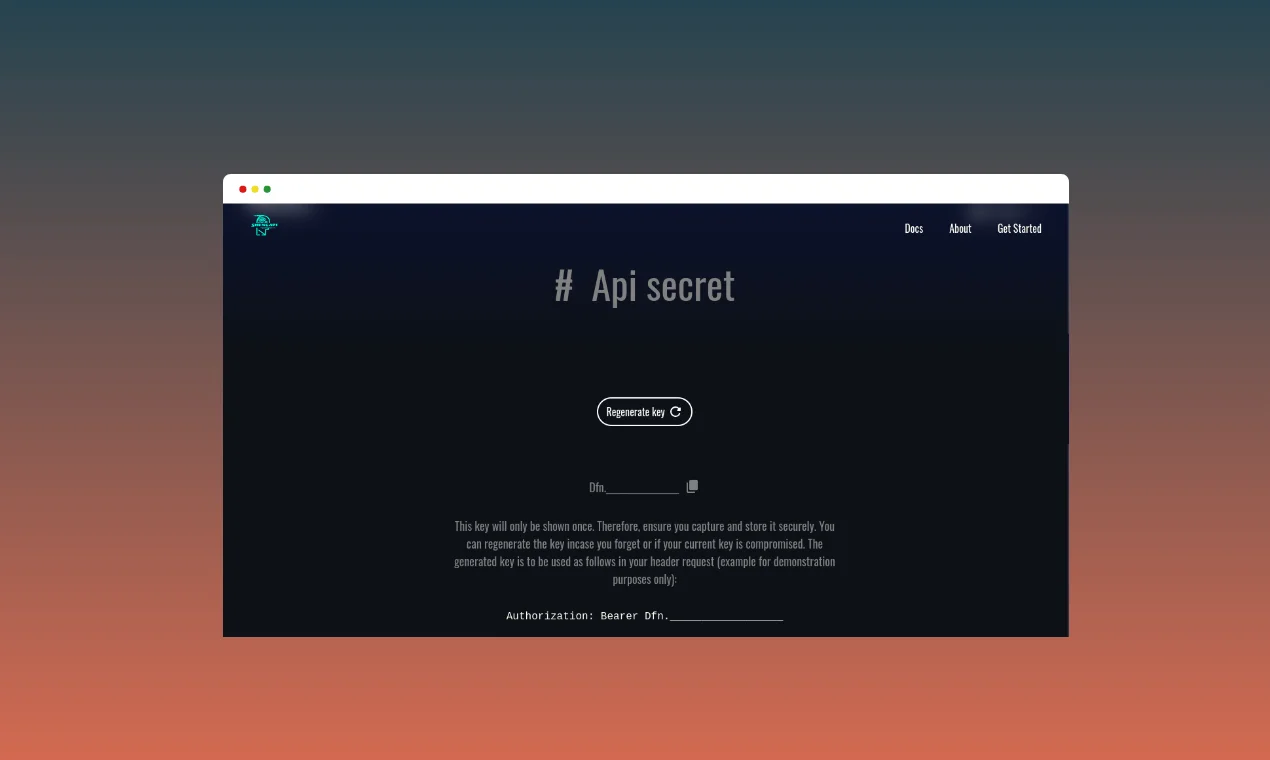 Docs About Get Started
# Api secret
Regenerate key
Dfn.____________
This key will only be shown once. Therefore, ensure you capture and store it securely. You
can regenerate the key incase you forget or if your current key is compromised. The
generated key is to be used as follows in your header request (example for demonstration
purposes only):
Authorization: Bearer Dfn.__________________